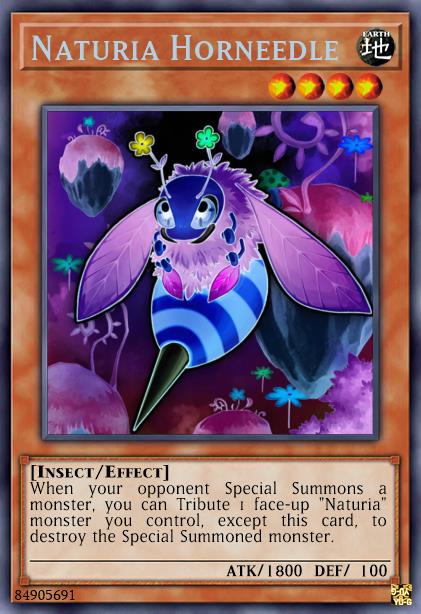 NATURIA HORNEEDLE
EARTH
地
[INSECT/EFFECT]
When your opponent Special Summons a
monster, you can Tribute 1 face-up "Naturia"
monster you control, except this card, to
destroy the Special Summoned monster.
ATK/1800 DEF/ 100
84905691